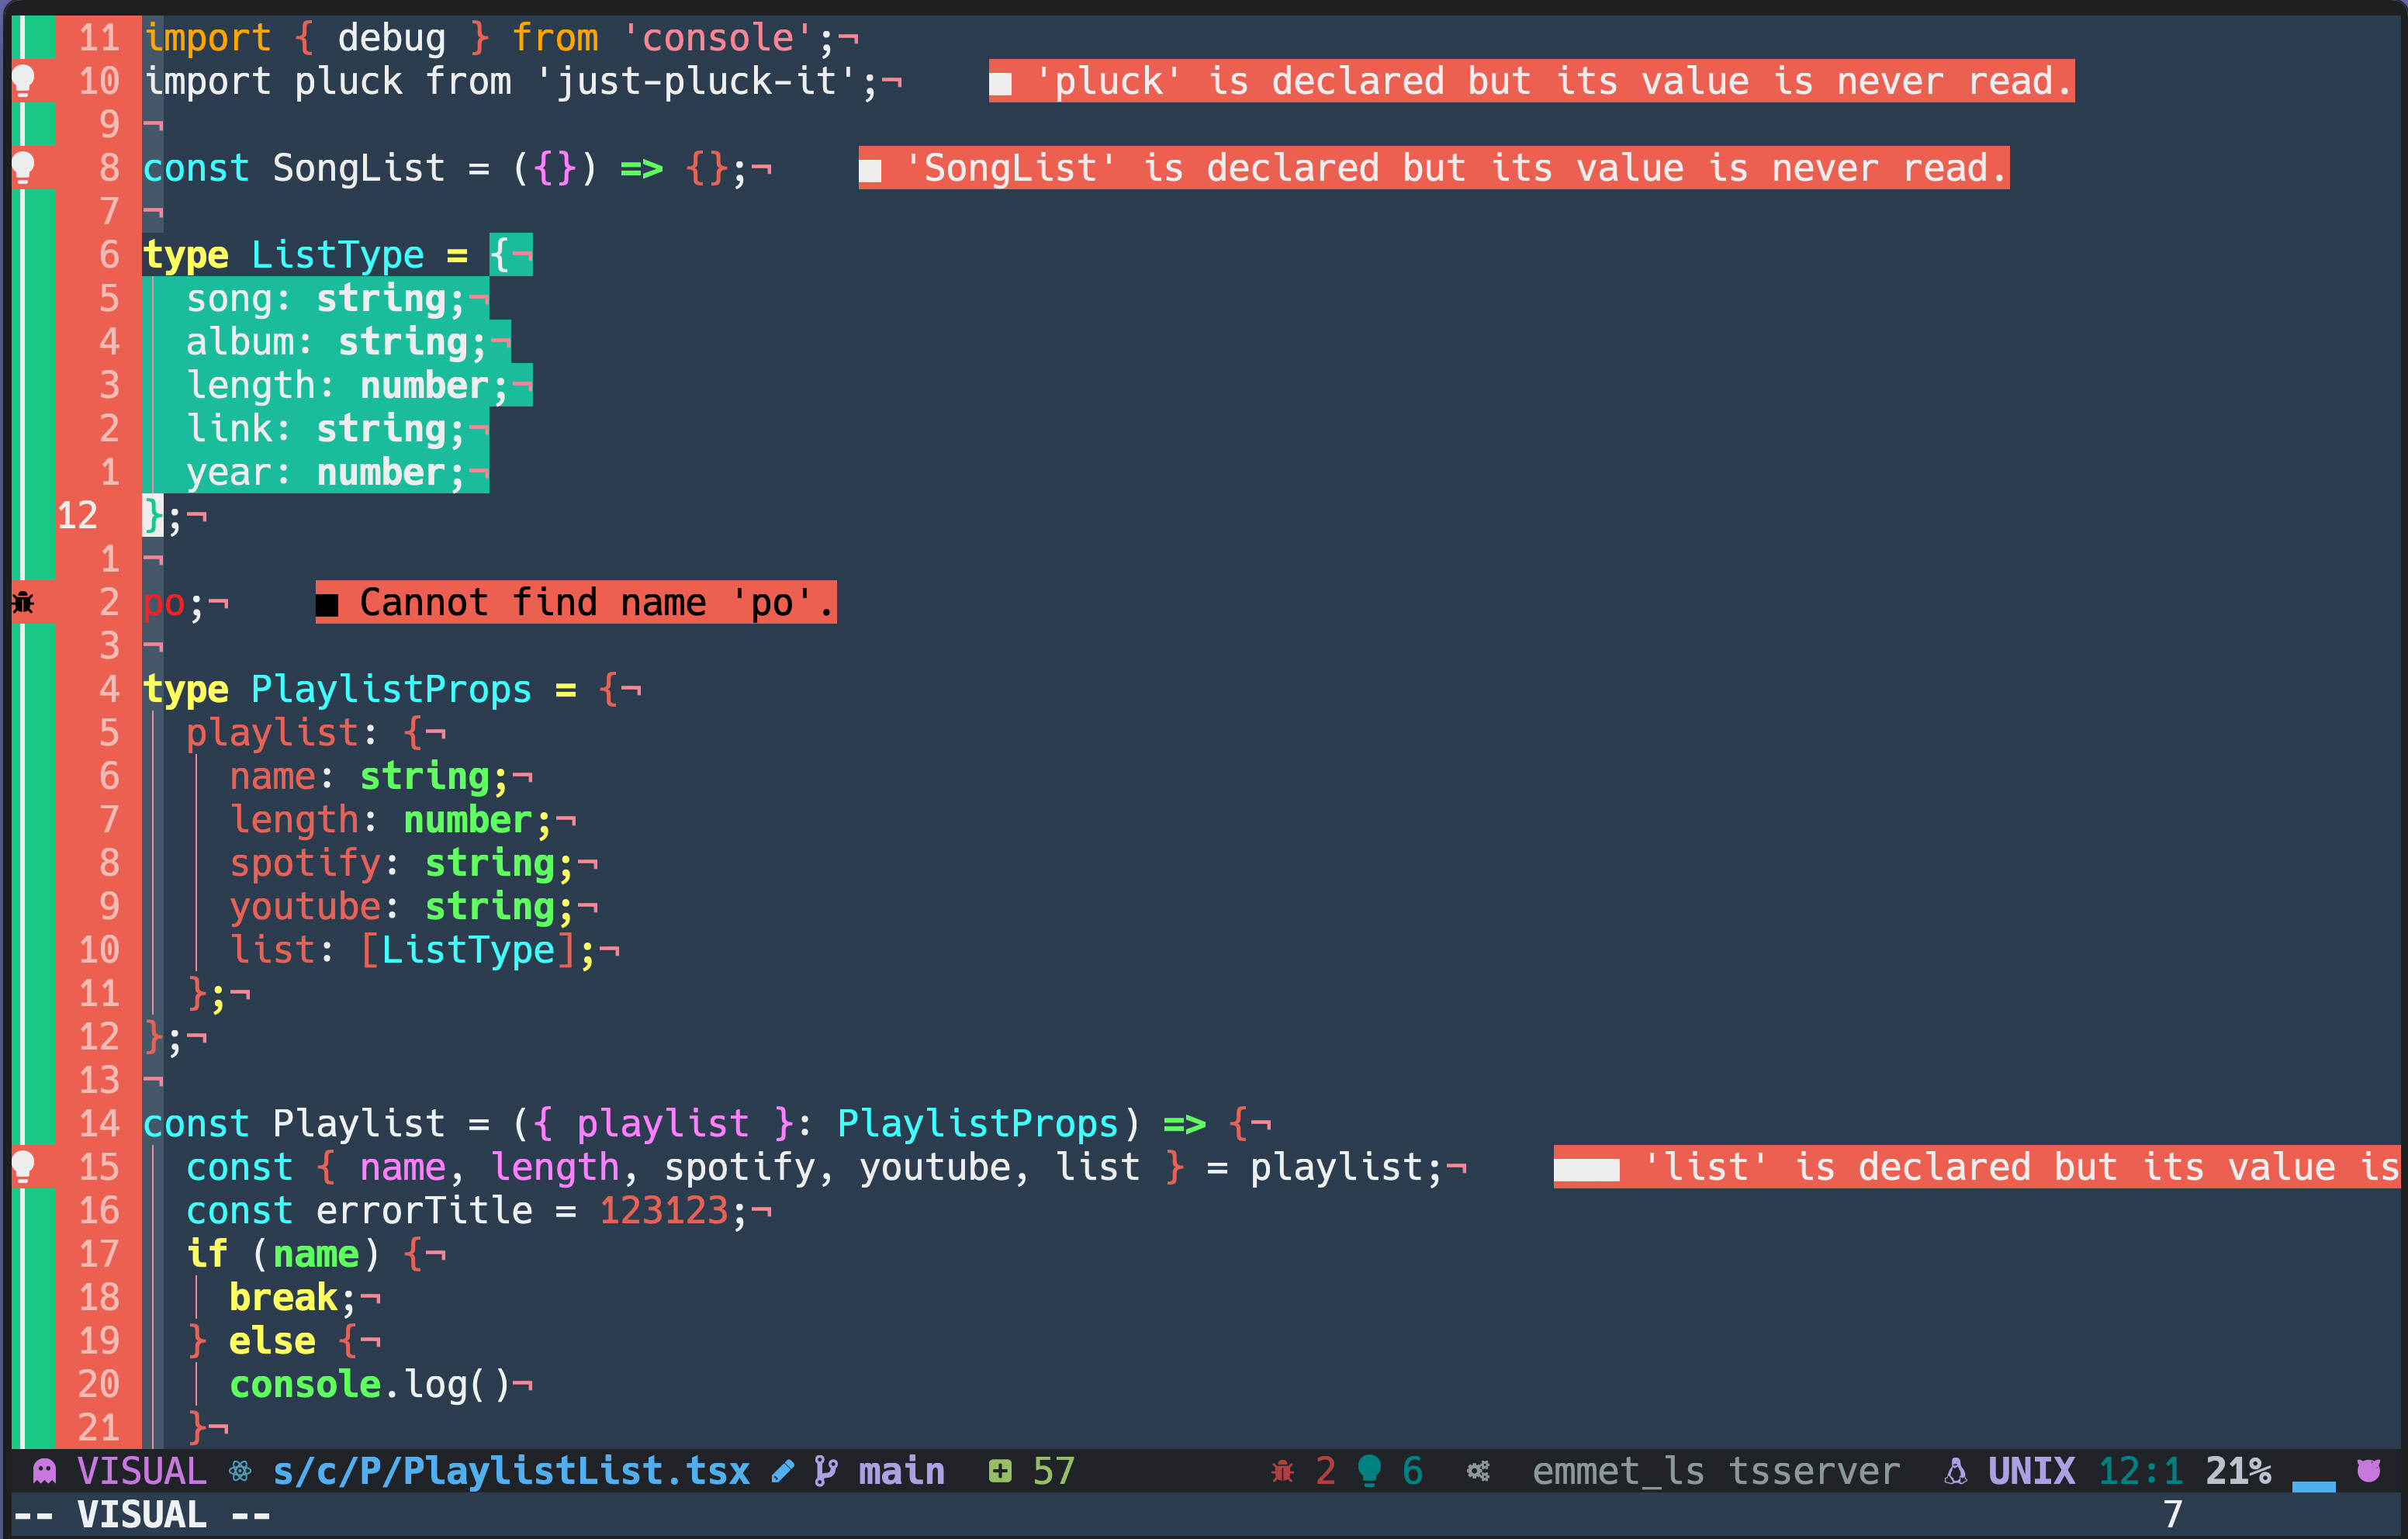 11 import { debug } from 'console';¬
10 import pluck from 'just-pluck-it';¬    ■ 'pluck' is declared but its value is never read.
9 ¬
8 const SongList = ({}) => {};¬    ■ 'SongList' is declared but its value is never read.
7 ¬
6 type ListType = {¬
5   song: string;¬
4   album: string;¬
3   length: number;¬
2   link: string;¬
1   year: number;¬
12 };¬
1 ¬
2 po;¬    ■ Cannot find name 'po'.
3 ¬
4 type PlaylistProps = {¬
5   playlist: {¬
6     name: string;¬
7     length: number;¬
8     spotify: string;¬
9     youtube: string;¬
10     list: [ListType];¬
11   };¬
12 };¬
13 ¬
14 const Playlist = ({ playlist }: PlaylistProps) => {¬
15   const { name, length, spotify, youtube, list } = playlist;¬    ■■■ 'list' is declared but its value is
16   const errorTitle = 123123;¬
17   if (name) {¬
18     break;¬
19   } else {¬
20     console.log()¬
21   }¬
VISUAL s/c/P/PlaylistList.tsx main 57 2 6 emmet_ls tsserver UNIX 12:1 21%
-- VISUAL -- 7